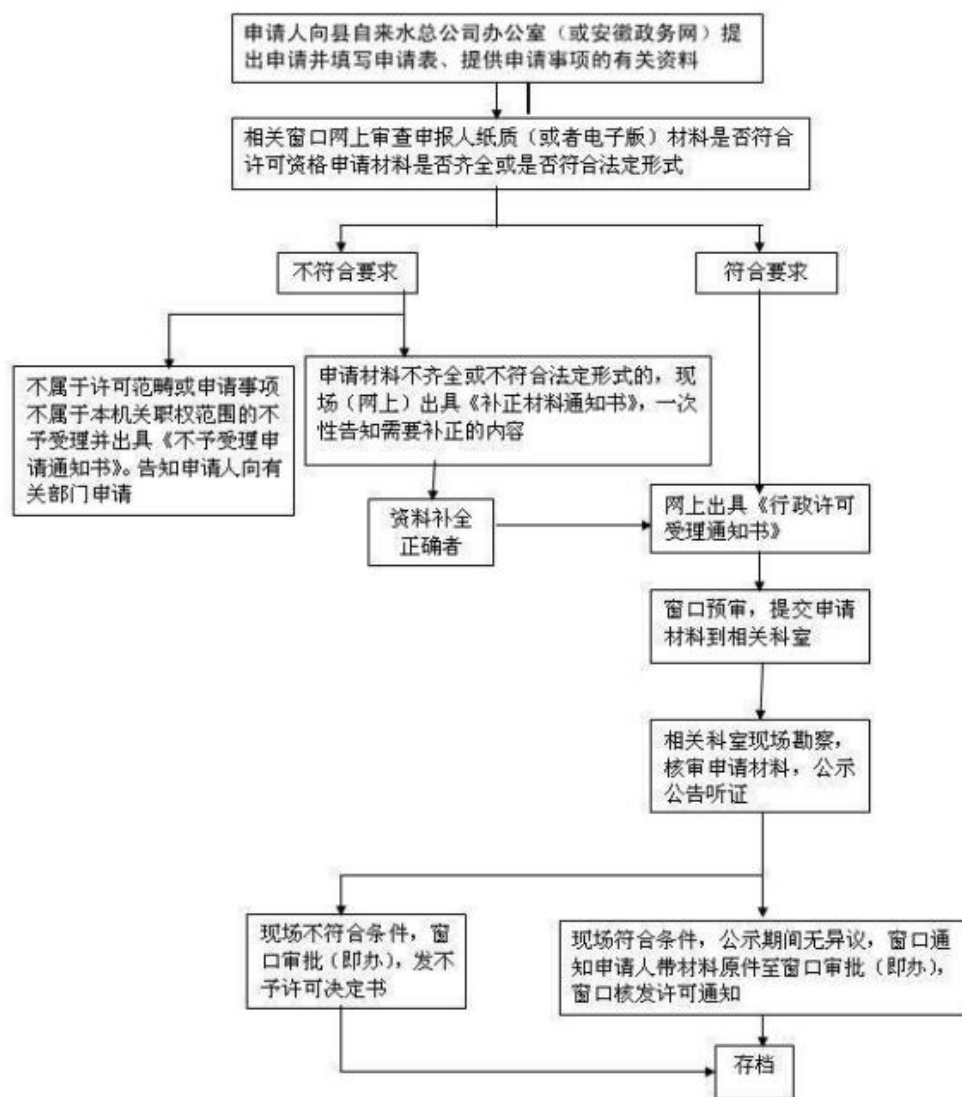 申请人向县自来水总公司办公室（或安徽政务网）提
出申请并填写申请表、提供申请事项的有关资料
相关窗口网上审查申报人纸质（或者电子版）材料是否符合
许可资格申请材料是否齐全或是否符合法定形式
不符合要求
符合要求
不属于许可范畴或申请事项
不属于本机关职权范围的不
予受理并出具《不予受理申
请通知书》。告知申请人向有
关部门申请
申请材料不齐全或不符合法定形式的，现
场（网上）出具《补正材料通知书》，一次
性告知需要补正的内容
资料补全
正确者
网上出具《行政许可
受理通知书》
窗口预审，提交申请
材料到相关科室
相关科室现场勘察，
核审申请材料，公示
公告听证
现场不符合条件，窗
口审批（即办），发不
予许可决定书
现场符合条件，公示期间无异议，窗口通
知申请人带材料原件至窗口审批（即办），
窗口核发许可通知
存档